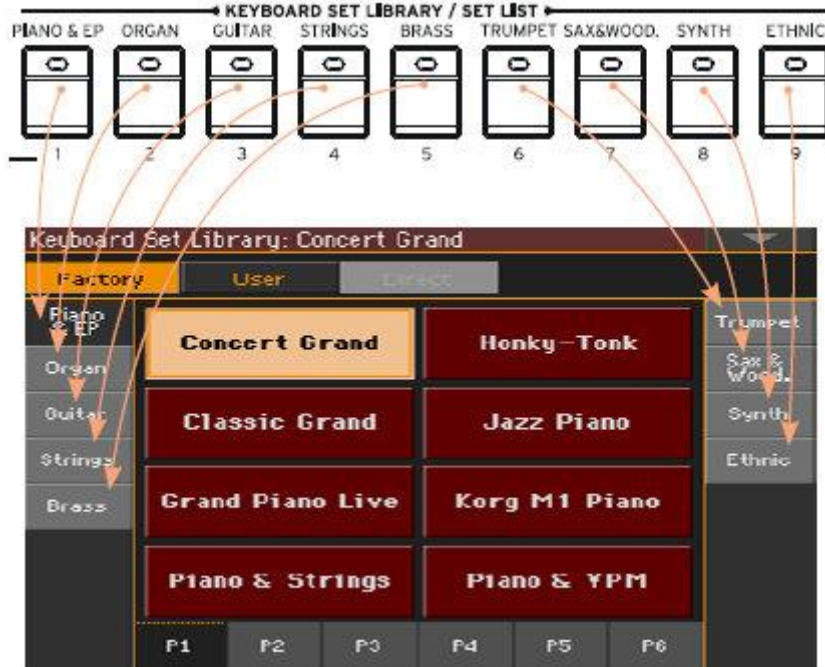 KEYBOARD SET LIBRARY / SET LIST
PIANO & EP ORGAN GUITAR STRINGS BRASS TRUMPET SAX&WOOD. SYNTH ETHNIC
1 2 3 4 5 6 7 8 9
Keyboard Set Library: Concert Grand
Factory User Direct
Piano & EP
Organ
Guitar
Strings
Brass
Concert Grand Honky-Tonk
Classic Grand Jazz Piano
Grand Piano Live Korg M1 Piano
Piano & Strings Piano & VPM
Trumpet
Sax & Wood.
Synth
Ethnic
P1 P2 P3 P4 P5 P6